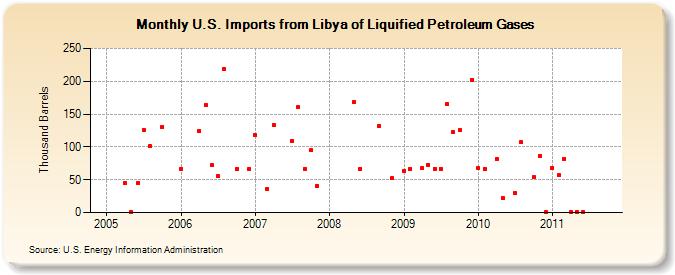 Monthly U.S. Imports from Libya of Liquified Petroleum Gases
Thousand Barrels
250
200
150
100
50
0
2005 2006 2007 2008 2009 2010 2011
Source: U.S. Energy Information Administration